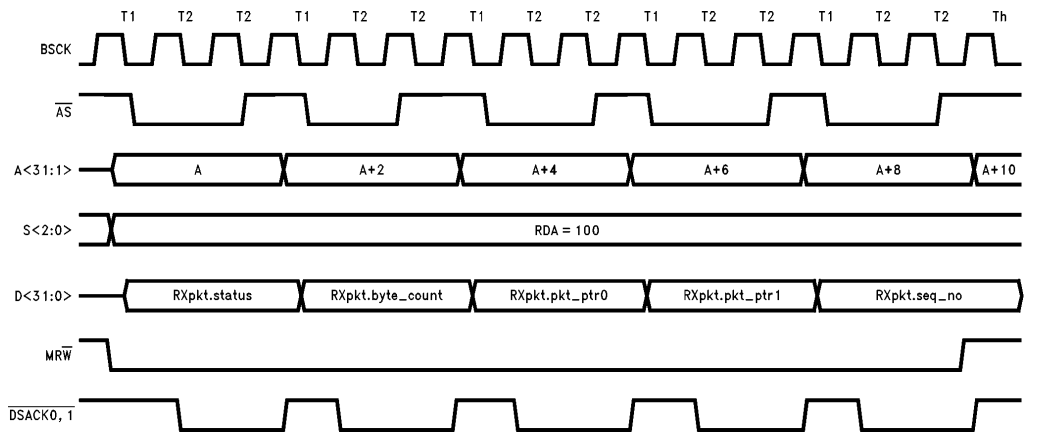 T1 T2 T2 T1 T2 T2 T1 T2 T2 T1 T2 T2 T1 T2 T2 Th
BSCK
AS
A<31:1> A A+2 A+4 A+6 A+8 A+10
S<2:0> RDA = 100
D<31:0> RXpkt.status RXpkt.byte_count RXpkt.pkt_ptr0 RXpkt.pkt_ptr1 RXpkt.seq_no
MRW
DSACK0, 1